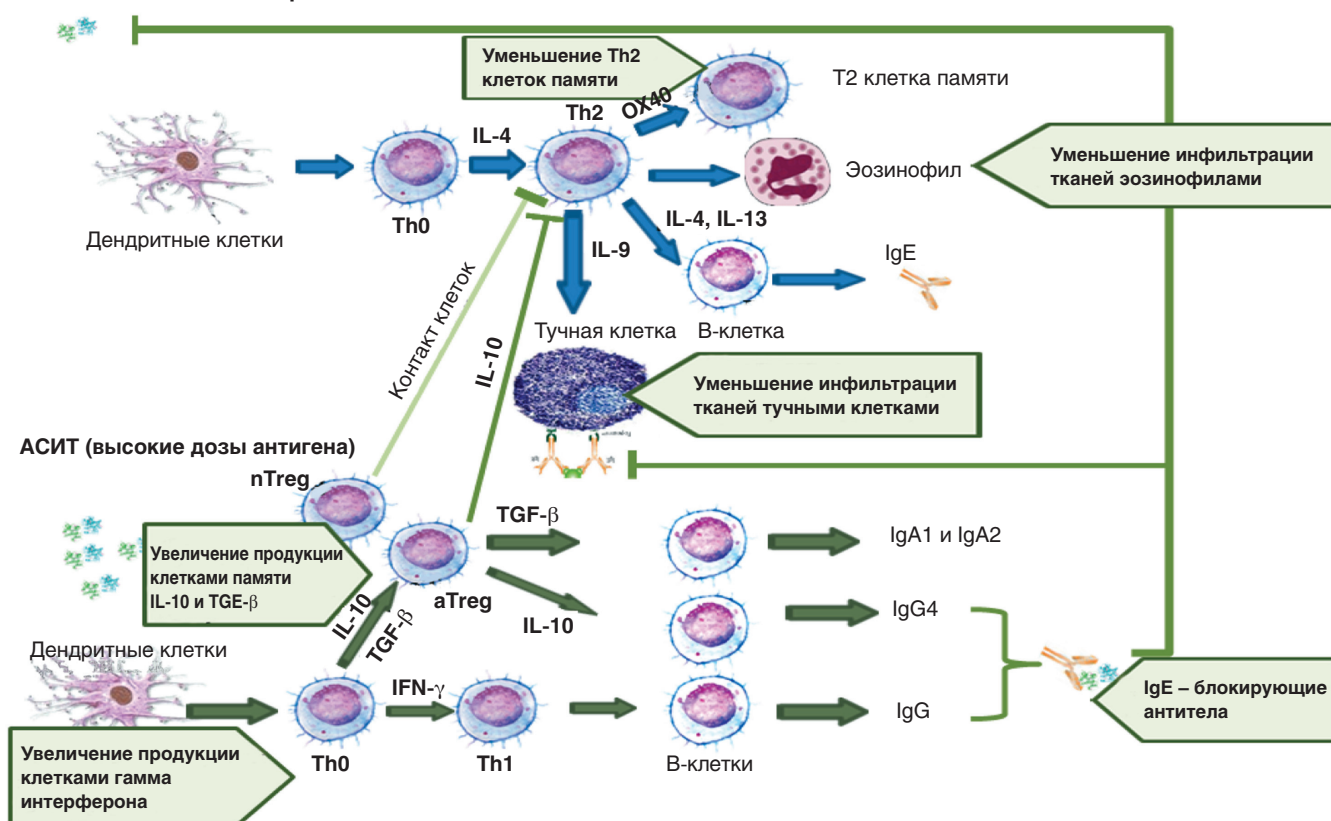 Уменьшение Th2
клеток памяти
Т2 клетка памяти
OX40
Th2
IL-4
Эозинофил
Уменьшение инфильтрации
тканей эозинофилами
Th0
Дендритные клетки
IL-4, IL-13
IL-9
IgE
Контакт клеток
IL-10
Тучная клетка
В-клетка
Уменьшение инфильтрации
тканей тучными клетками
АСИТ (высокие дозы антигена)
nTreg
TGF-β
IgA1 и IgA2
Увеличение продукции
клетками памяти
IL-10 и TGE-β
aTreg
IL-10
TGF-β
IL-10
IgG4
Дендритные клетки
IFN-γ
IgG
IgE – блокирующие
антитела
Th0
Th1
В-клетки
Увеличение продукции
клетками гамма
интерферона